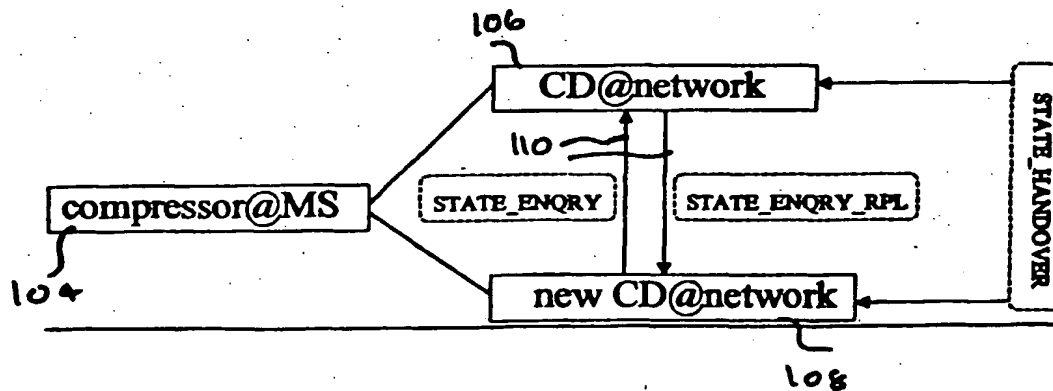 106
CD@network
110
STATE_ENQRY
STATE_ENQRY_RPL
STATE_HANDOVER
compressor@MS
104
new CD@network
108